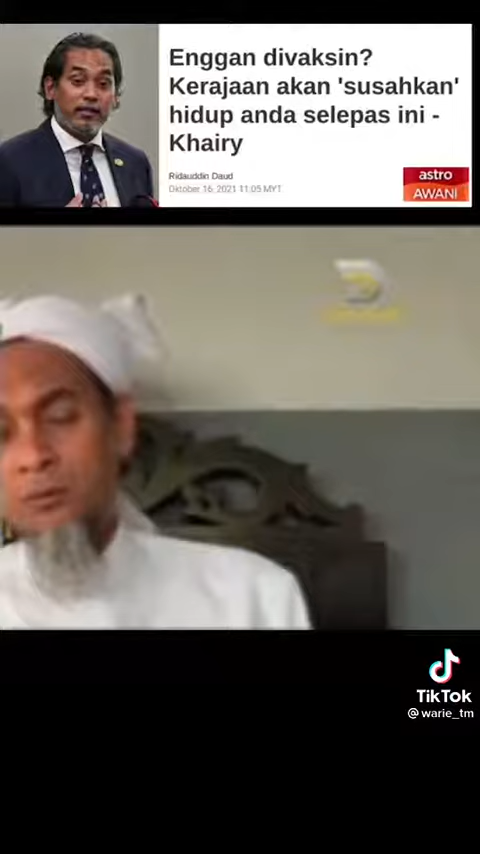 Enggan divaksin?
Kerajaan akan 'susahkan'
hidup anda selepas ini -
Khairy
Ridauddin Daud
Oktober 16, 2021 11:05 MYT
astro
AWANI
TikTok
@warie_tm